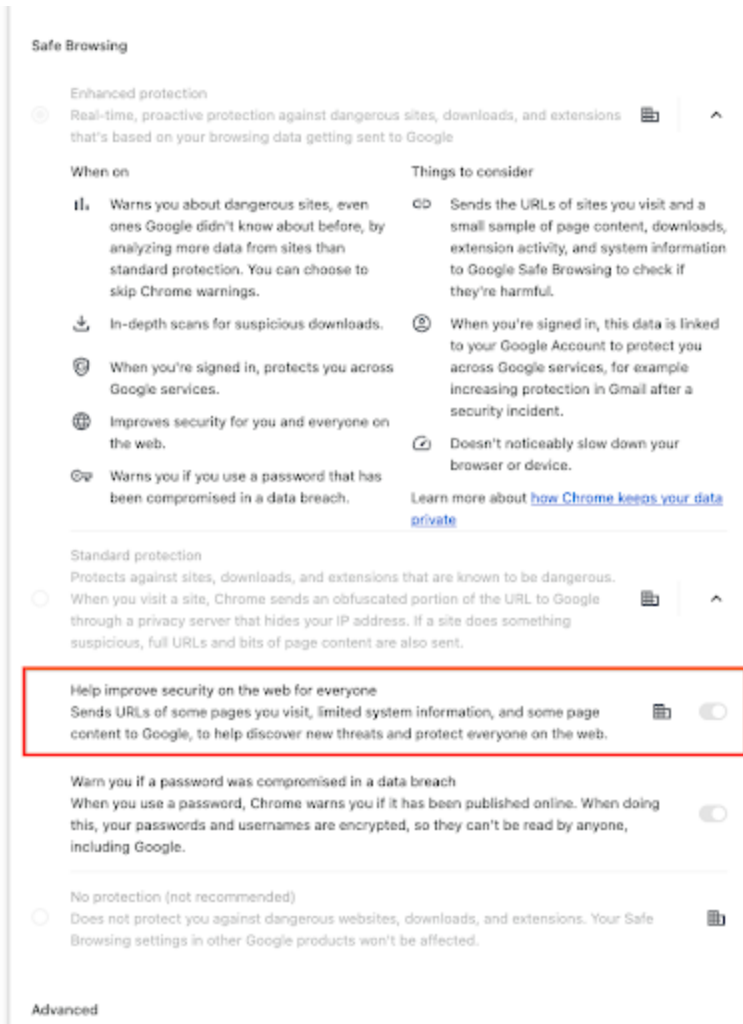 Safe Browsing
Enhanced protection
Real-time, proactive protection against dangerous sites, downloads, and extensions
that's based on your browsing data getting sent to Google
When on
Warns you about dangerous sites, even
ones Google didn't know about before, by
analyzing more data from sites than
standard protection. You can choose to
skip Chrome warnings.
In-depth scans for suspicious downloads.
When you're signed in, protects you across
Google services.
Improves security for you and everyone on
the web.
Warns you if you use a password that has
been compromised in a data breach.
Things to consider
Sends the URLs of sites you visit and a
small sample of page content, downloads,
extension activity, and system information
to Google Safe Browsing to check if
they're harmful.
When you're signed in, this data is linked
to your Google Account to protect you
across Google services, for example
increasing protection in Gmail after a
security incident.
Doesn't noticeably slow down your
browser or device.
Learn more about how Chrome keeps your data
private
Standard protection
Protects against sites, downloads, and extensions that are known to be dangerous.
When you visit a site, Chrome sends an obfuscated portion of the URL to Google
through a privacy server that hides your IP address. If a site does something
suspicious, full URLs and bits of page content are also sent.
Help improve security on the web for everyone
Sends URLs of some pages you visit, limited system information, and some page
content to Google, to help discover new threats and protect everyone on the web.
Warn you if a password was compromised in a data breach
When you use a password, Chrome warns you if it has been published online. When doing
this, your passwords and usernames are encrypted, so they can't be read by anyone,
including Google.
No protection (not recommended)
Does not protect you against dangerous websites, downloads, and extensions. Your Safe
Browsing settings in other Google products won't be affected.
Advanced